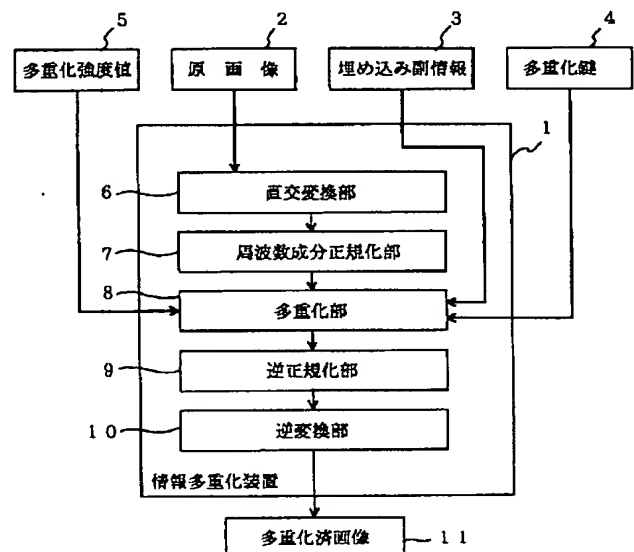 5
2
3
4
多重化強度値
原画像
埋め込み副情報
多重化鍵
1
6
直交変換部
7
周波数成分正規化部
8
多重化部
9
逆正規化部
10
逆変換部
情報多重化装置
多重化済画像
11